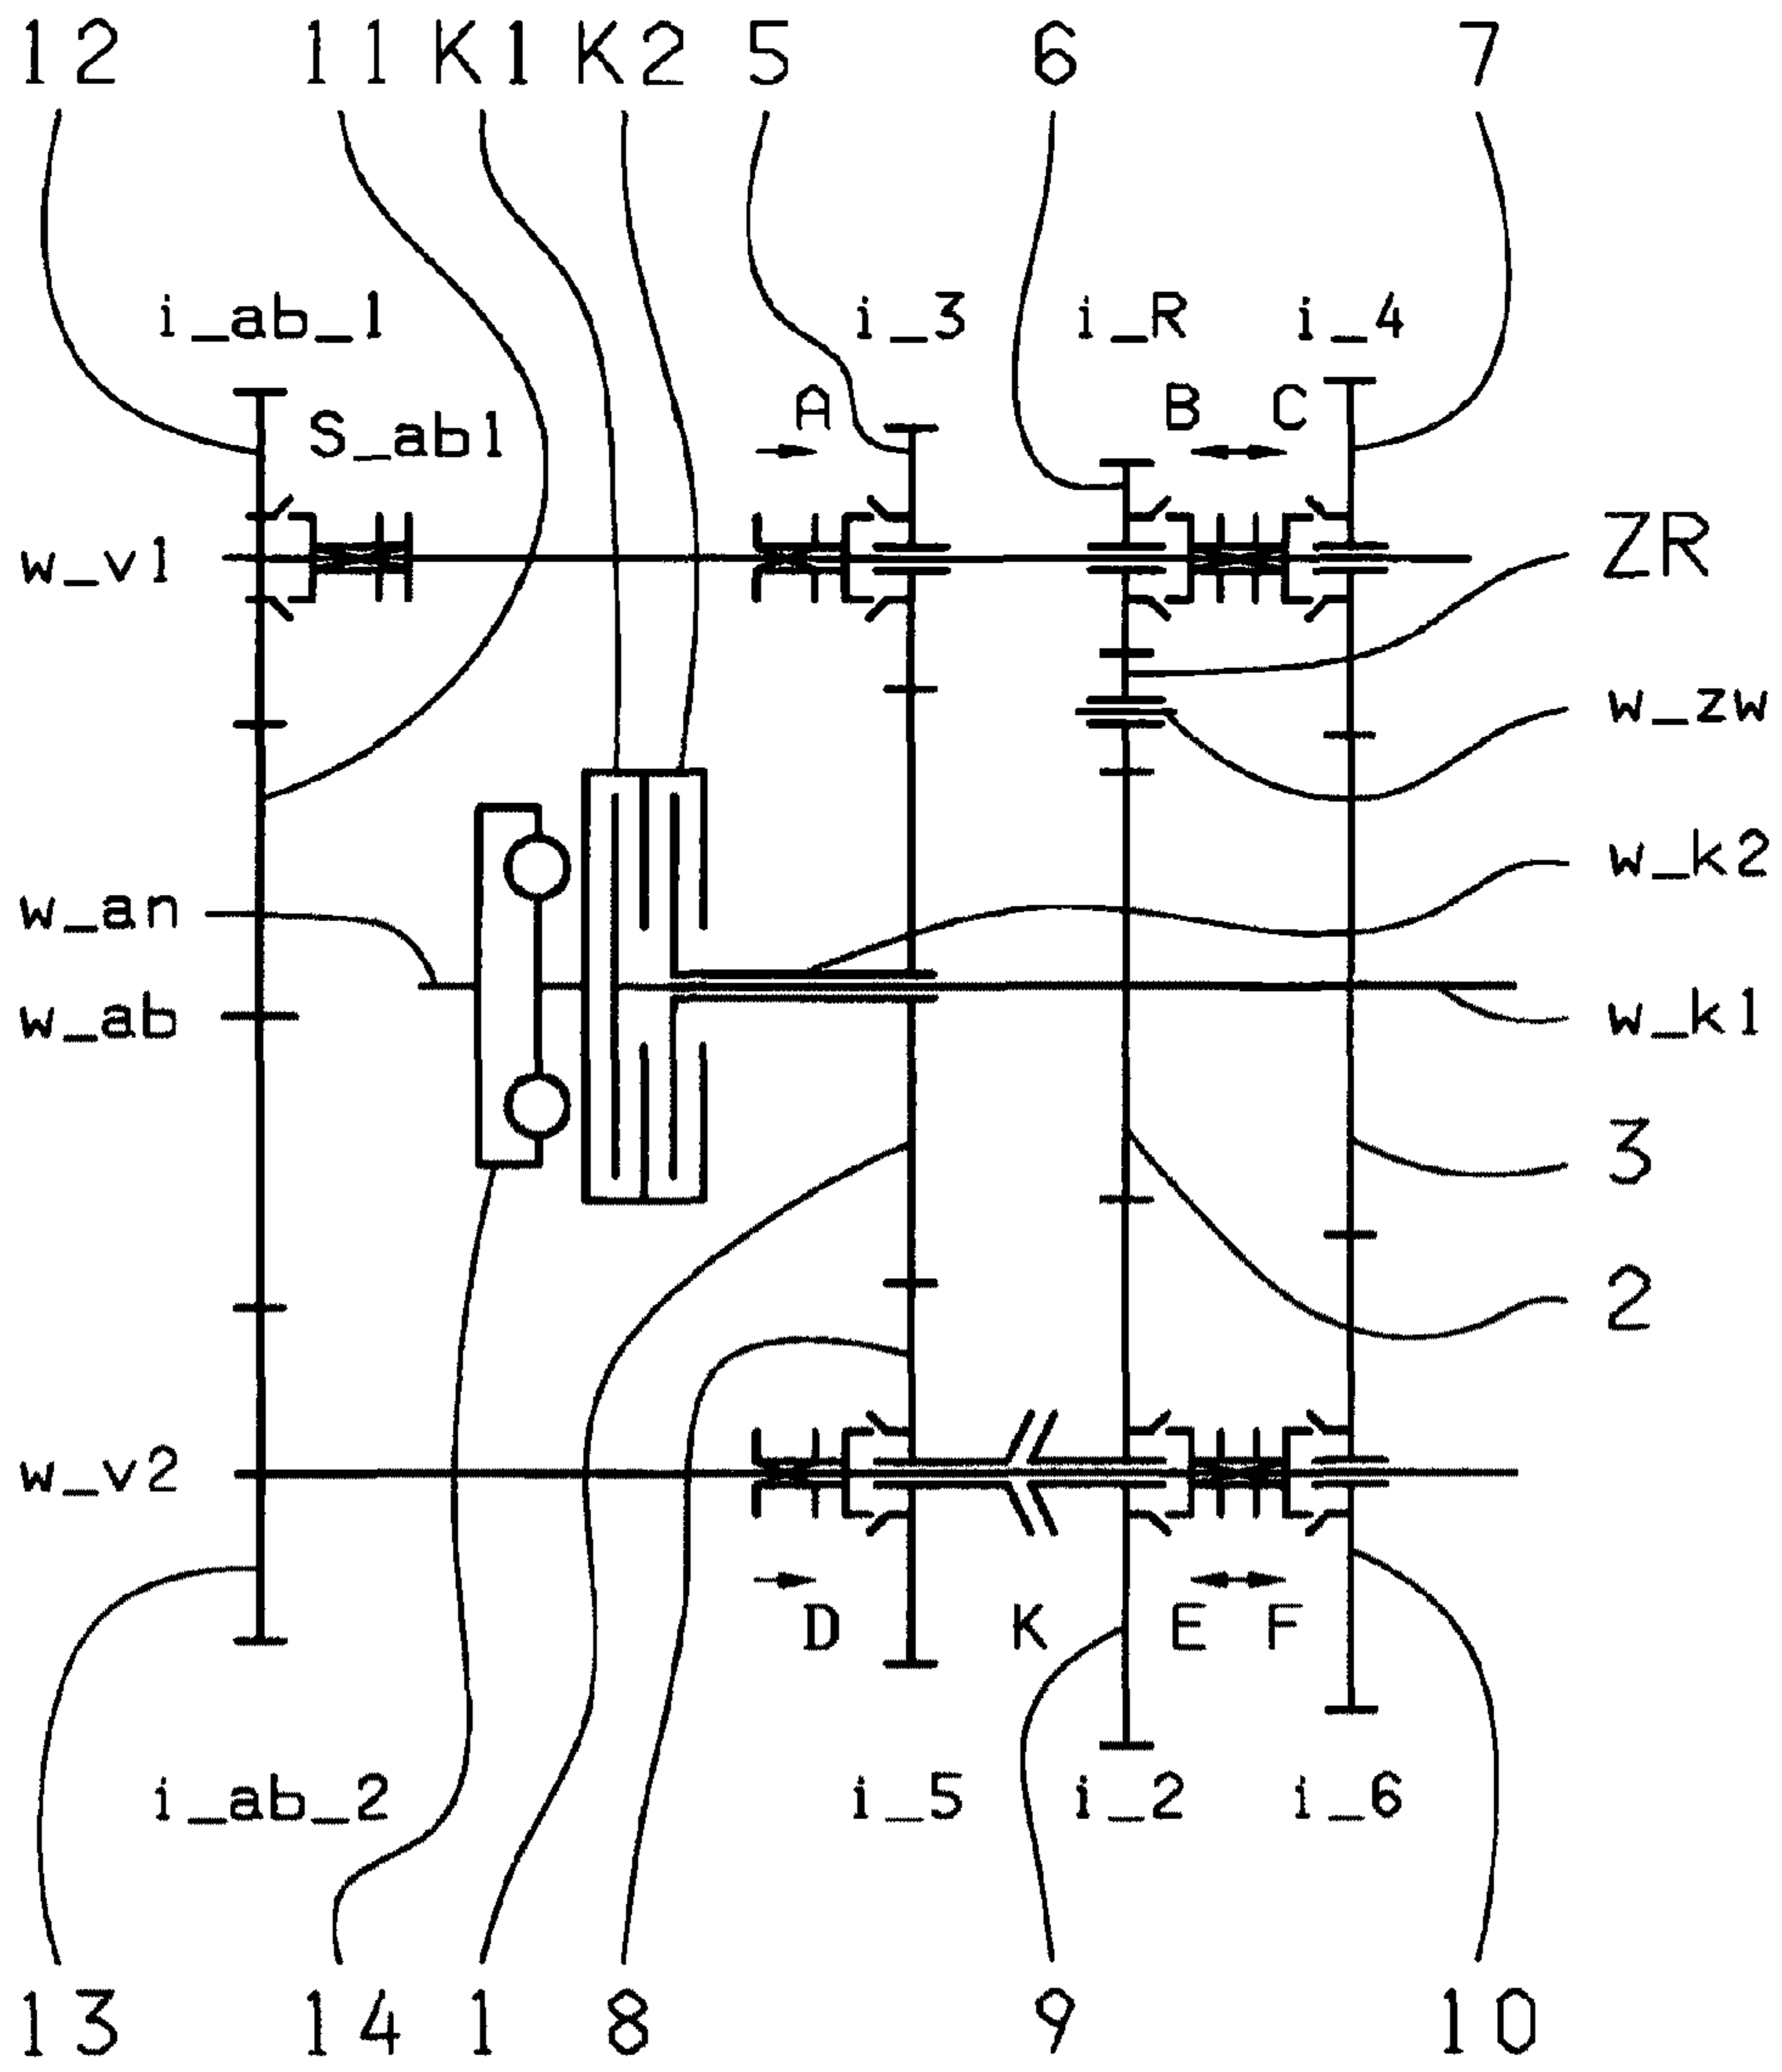 12 11 K1 K2 5 6 7
i_ab_1 i_3 i_R i_4
S_ab1 A B C
w_v1 ZR
w_zw
w_k2
w_an
w_ab w_k1
3
2
w_v2
D K E F
i_ab_2 i_5 i_2 i_6
13 14 1 8 9 10